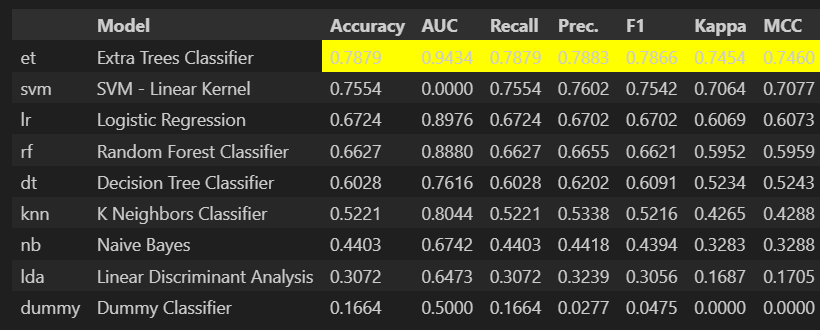 Model Accuracy AUC Recall Prec. F1 Kappa MCC
et Extra Trees Classifier 0.7879 0.9434 0.7879 0.7883 0.7866 0.7454 0.7460
svm SVM - Linear Kernel 0.7554 0.0000 0.7554 0.7602 0.7542 0.7064 0.7077
lr Logistic Regression 0.6724 0.8976 0.6724 0.6702 0.6702 0.6069 0.6073
rf Random Forest Classifier 0.6627 0.8880 0.6627 0.6655 0.6621 0.5952 0.5959
dt Decision Tree Classifier 0.6028 0.7616 0.6028 0.6202 0.6091 0.5234 0.5243
knn K Neighbors Classifier 0.5221 0.8044 0.5221 0.5338 0.5216 0.4265 0.4288
nb Naive Bayes 0.4403 0.6742 0.4403 0.4418 0.4394 0.3283 0.3288
lda Linear Discriminant Analysis 0.3072 0.6473 0.3072 0.3239 0.3056 0.1687 0.1705
dummy Dummy Classifier 0.1664 0.5000 0.1664 0.0277 0.0475 0.0000 0.0000